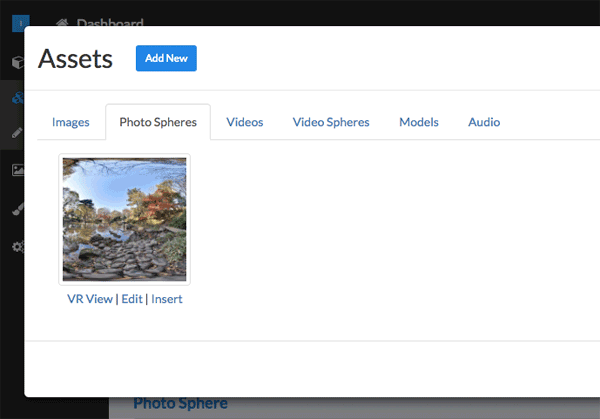 Dashboard
Assets Add New
Images Photo Spheres Videos Video Spheres Models Audio
VR View | Edit | Insert
Photo Sphere